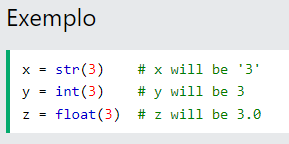 Exemplo
x = str(3)    # x will be '3'
y = int(3)    # y will be 3
z = float(3)  # z will be 3.0